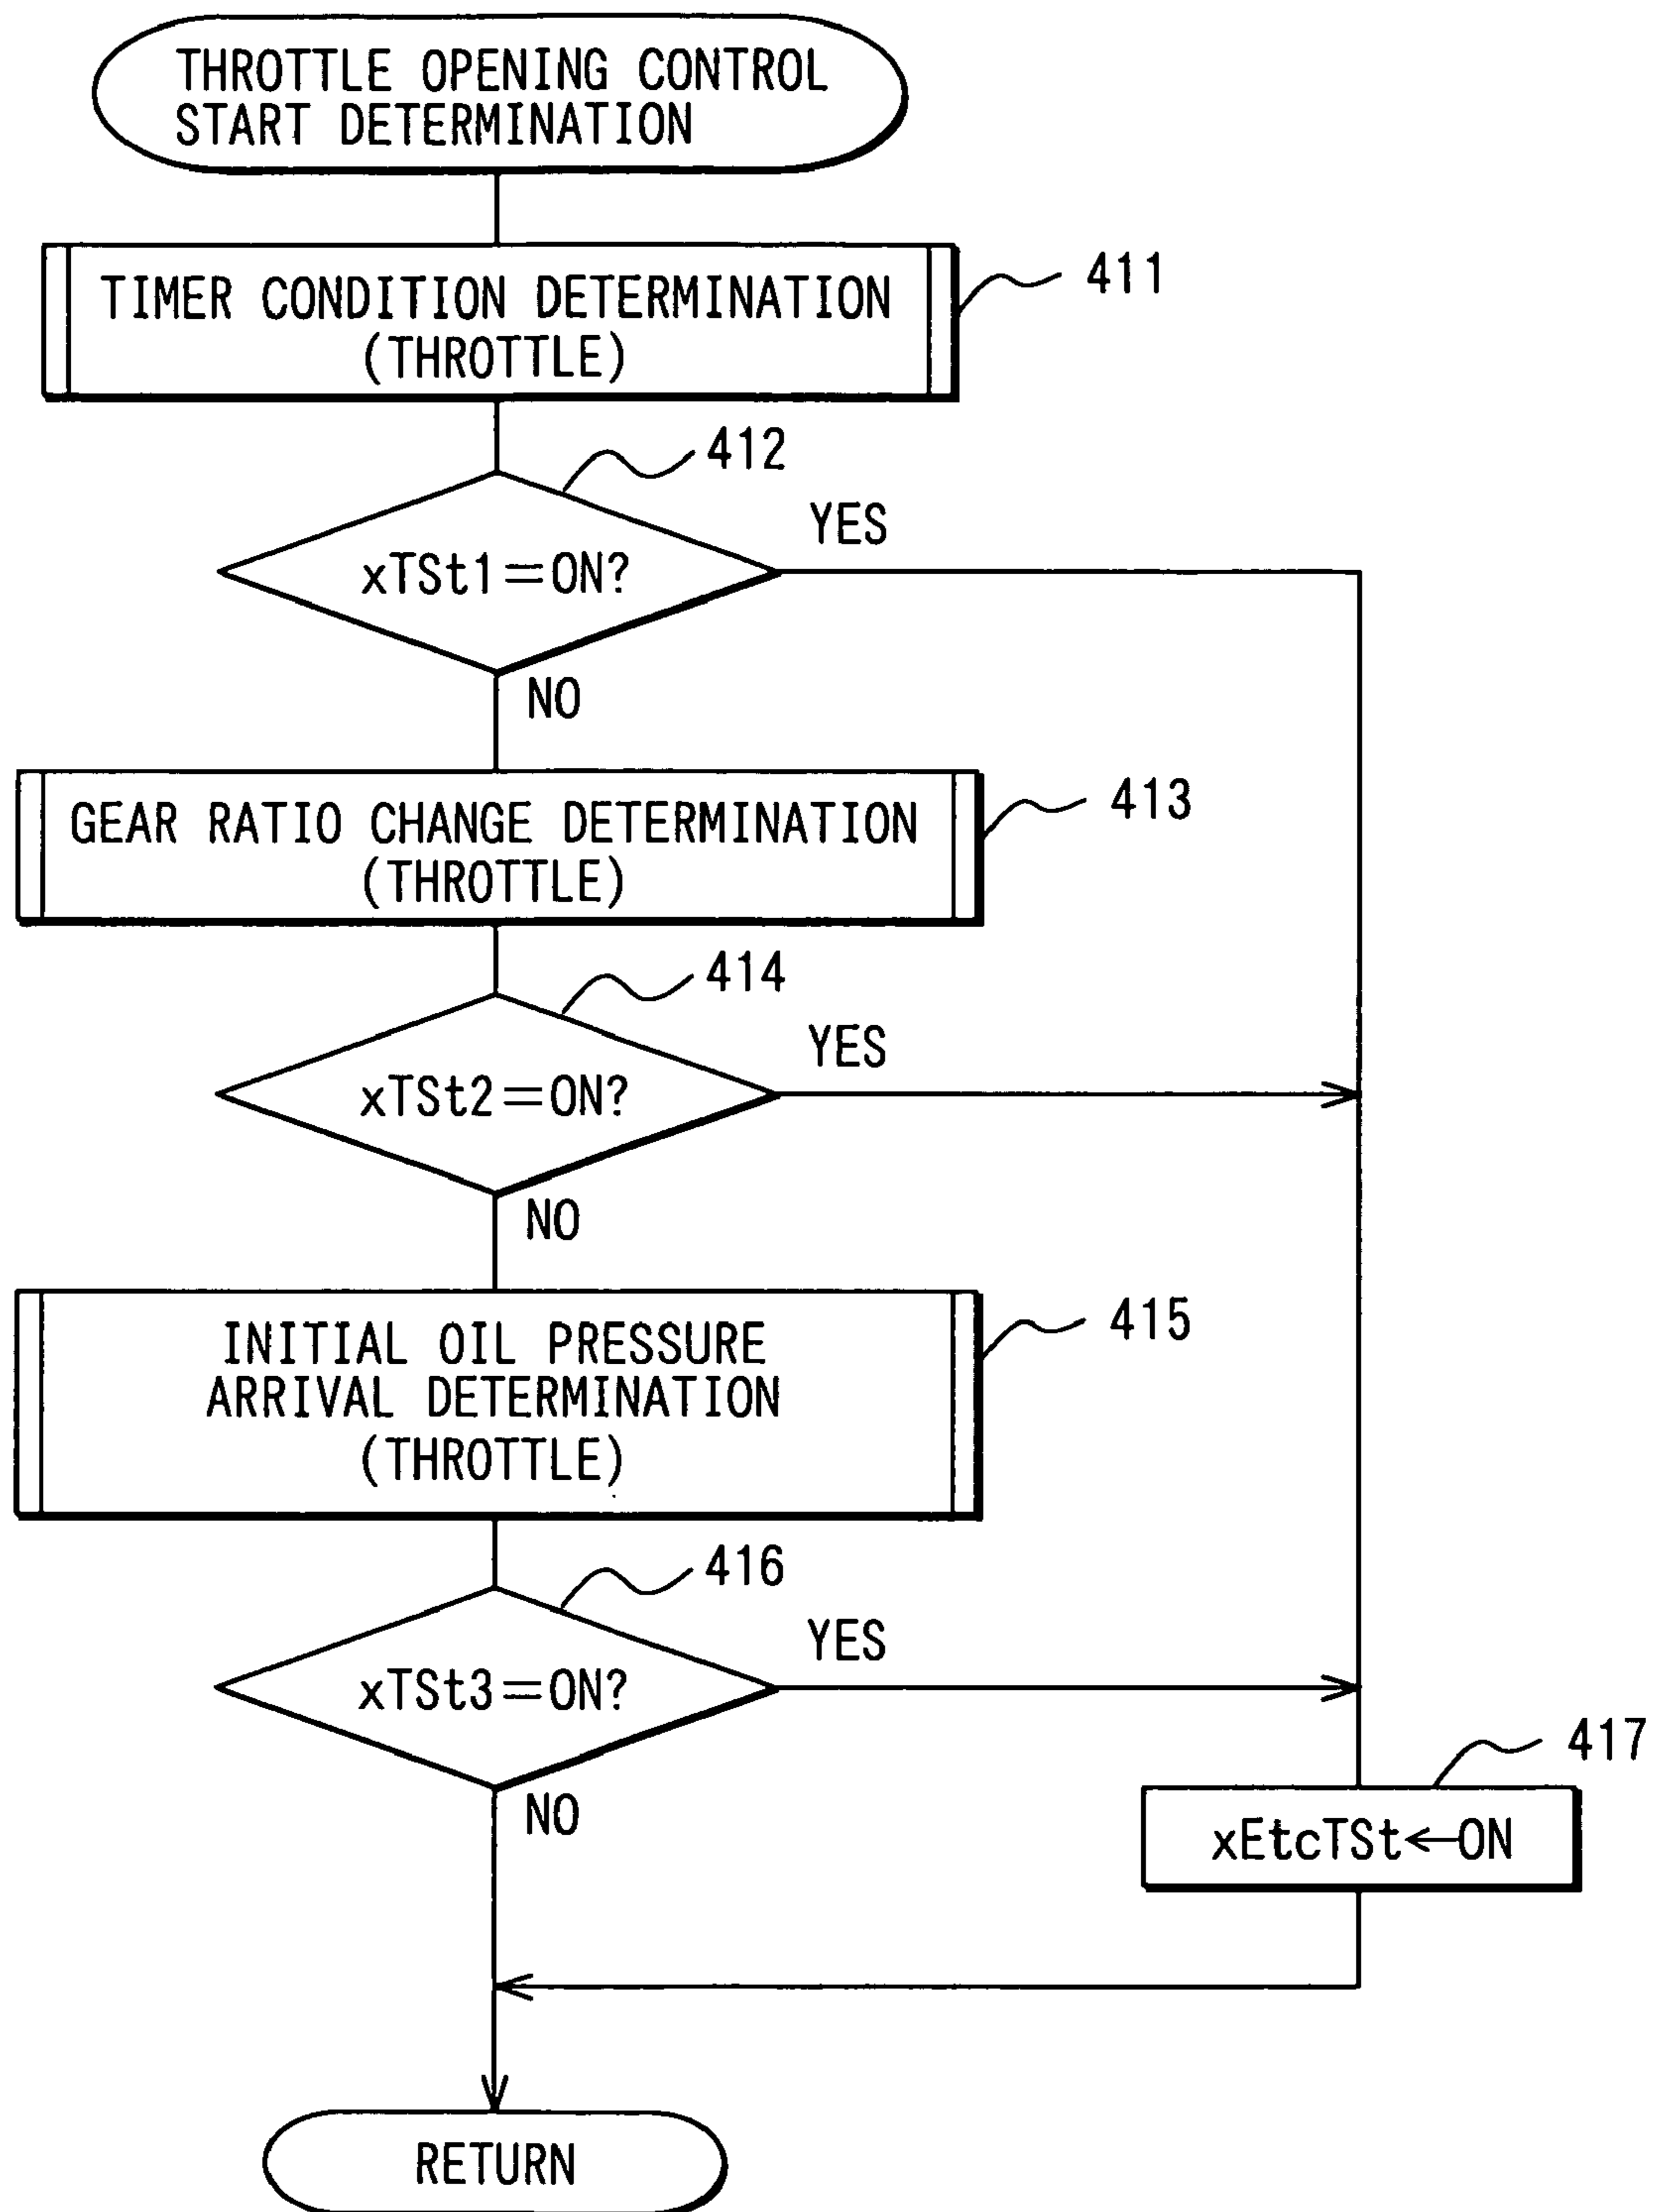 THROTTLE OPENING CONTROL
START DETERMINATION
TIMER CONDITION DETERMINATION
(THROTTLE)
411
412
xTSt1=ON?
YES
NO
GEAR RATIO CHANGE DETERMINATION
(THROTTLE)
413
414
xTSt2=ON?
YES
NO
INITIAL OIL PRESSURE
ARRIVAL DETERMINATION
(THROTTLE)
415
416
xTSt3=ON?
YES
NO
417
xEtcTSt←ON
RETURN